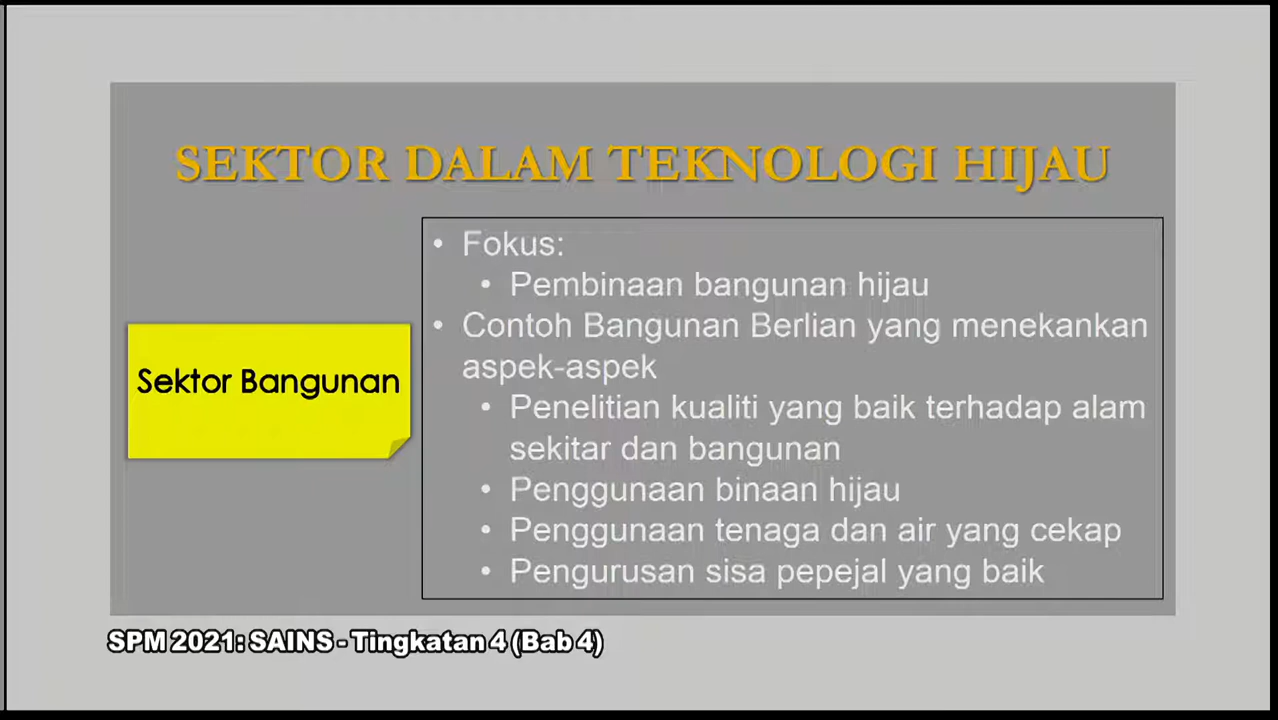 SEKTOR DALAM TEKNOLOGI HIJAU
Sektor Bangunan
• Fokus:
• Pembinaan bangunan hijau
• Contoh Bangunan Berlian yang menekankan
aspek-aspek
• Penelitian kualiti yang baik terhadap alam
sekitar dan bangunan
• Penggunaan binaan hijau
• Penggunaan tenaga dan air yang cekap
• Pengurusan sisa pepejal yang baik
SPM 2021: SAINS - Tingkatan 4 (Bab 4)